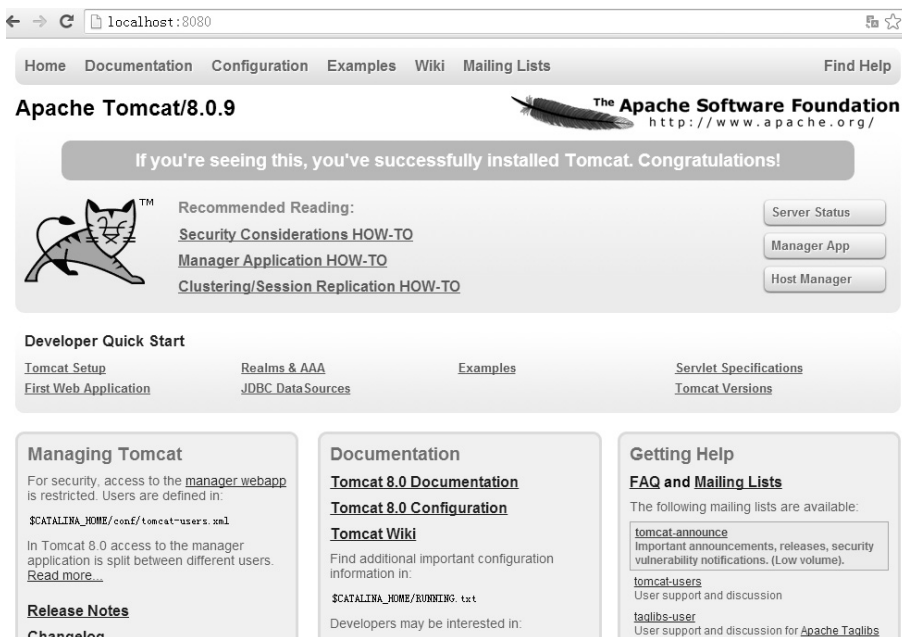 localhost:8080
Home Documentation Configuration Examples Wiki Mailing Lists Find Help
Apache Tomcat/8.0.9
The Apache Software Foundation
http://www.apache.org/
If you're seeing this, you've successfully installed Tomcat. Congratulations!
TM
Recommended Reading:
Security Considerations HOW-TO
Manager Application HOW-TO
Clustering/Session Replication HOW-TO
Server Status
Manager App
Host Manager
Developer Quick Start
Tomcat Setup
First Web Application
Realms & AAA
JDBC DataSources
Examples
Servlet Specifications
Tomcat Versions
Managing Tomcat
For security, access to the manager webapp
is restricted. Users are defined in:
$CATALINA_HOME/conf/tomcat-users.xml
In Tomcat 8.0 access to the manager
application is split between different users.
Read more...
Release Notes
Changelog
Documentation
Tomcat 8.0 Documentation
Tomcat 8.0 Configuration
Tomcat Wiki
Find additional important configuration
information in:
$CATALINA_HOME/RUNNING.txt
Developers may be interested in:
Getting Help
FAQ and Mailing Lists
The following mailing lists are available:
tomcat-announce
Important announcements, releases, security
vulnerability notifications. (Low volume).
tomcat-users
User support and discussion
taglibs-user
User support and discussion for Apache Taglibs